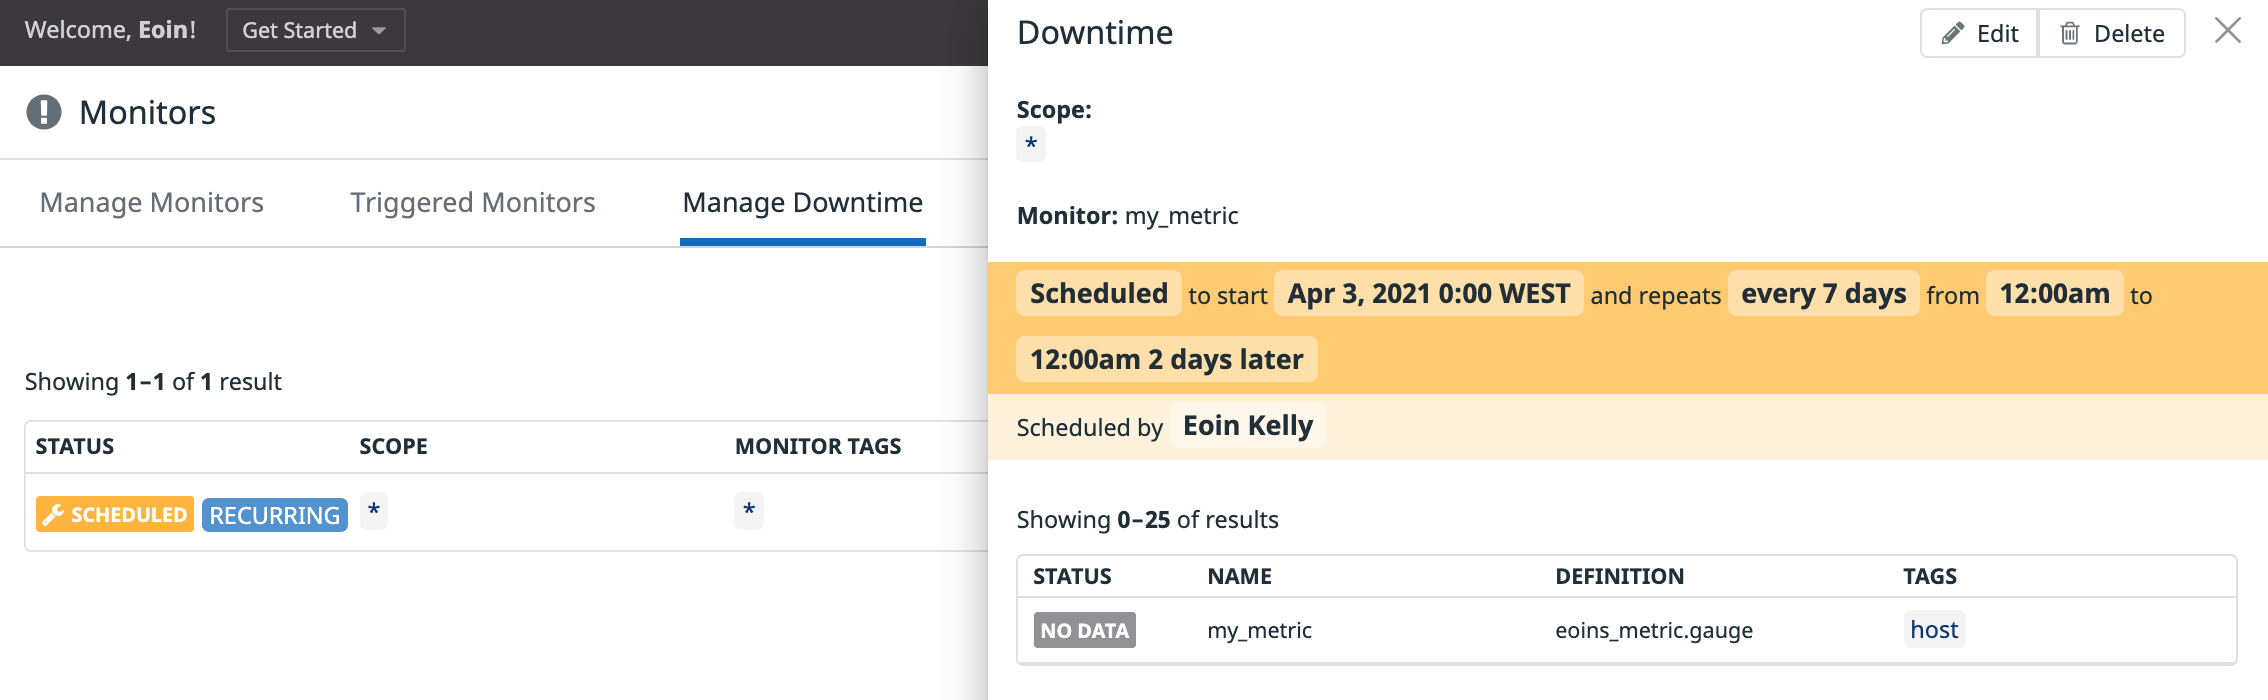 Welcome, Eoin!
Get Started
Monitors
Manage Monitors
Triggered Monitors
Manage Downtime
Showing 1–1 of 1 result
STATUS SCOPE MONITOR TAGS
SCHEDULED RECURRING * *
Downtime
Edit
Delete
Scope:
*
Monitor: my_metric
Scheduled to start Apr 3, 2021 0:00 WEST and repeats every 7 days from 12:00am to
12:00am 2 days later
Scheduled by Eoin Kelly
Showing 0–25 of results
STATUS NAME DEFINITION TAGS
NO DATA my_metric eoins_metric.gauge host